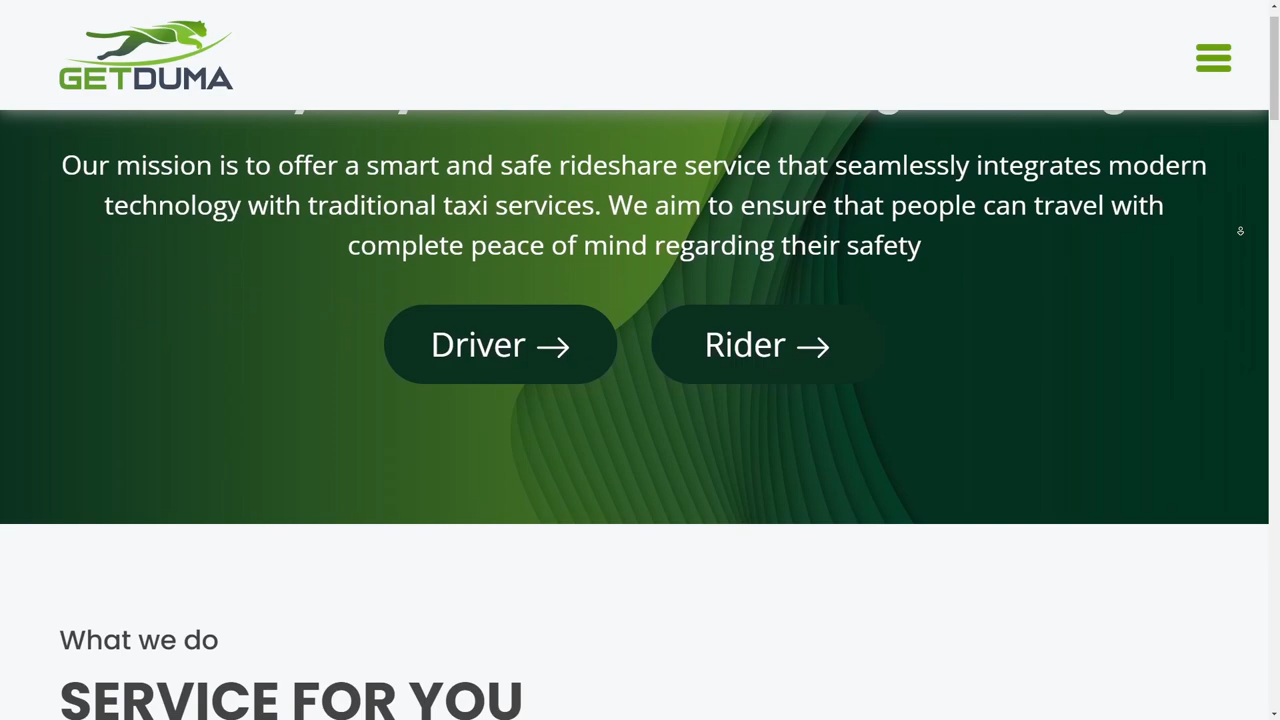 GETDUMA
Our mission is to offer a smart and safe rideshare service that seamlessly integrates modern
technology with traditional taxi services. We aim to ensure that people can travel with
complete peace of mind regarding their safety
Driver →
Rider →
What we do
SERVICE FOR YOU